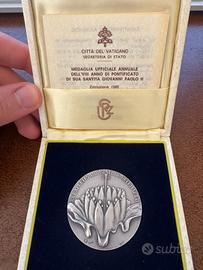 CITTÀ DEL VATICANO
SEGRETERIA DI STATO
MEDAGLIA UFFICIALE ANNUALE
DELL'VIII ANNO DI PONTIFICATO
DI SUA SANTITÀ GIOVANNI PAOLO II
Emissione 1986
subito